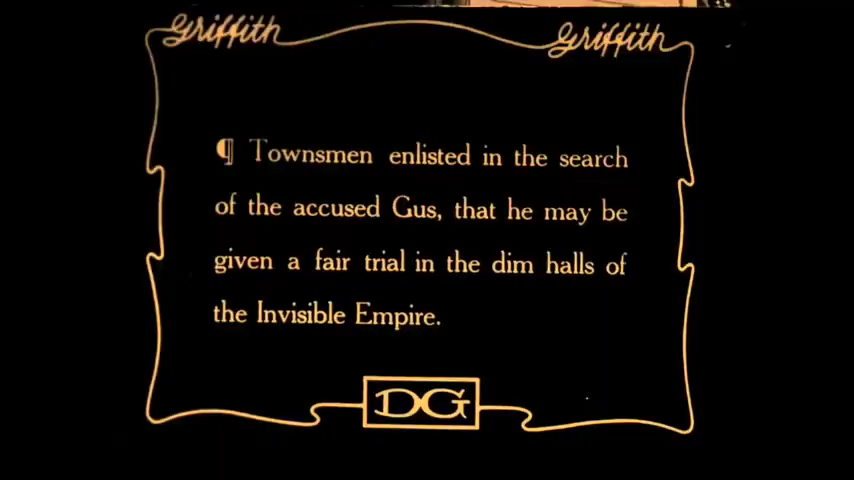 Griffith Griffith
¶ Townsmen enlisted in the search
of the accused Gus, that he may be
given a fair trial in the dim halls of
the Invisible Empire.
DG